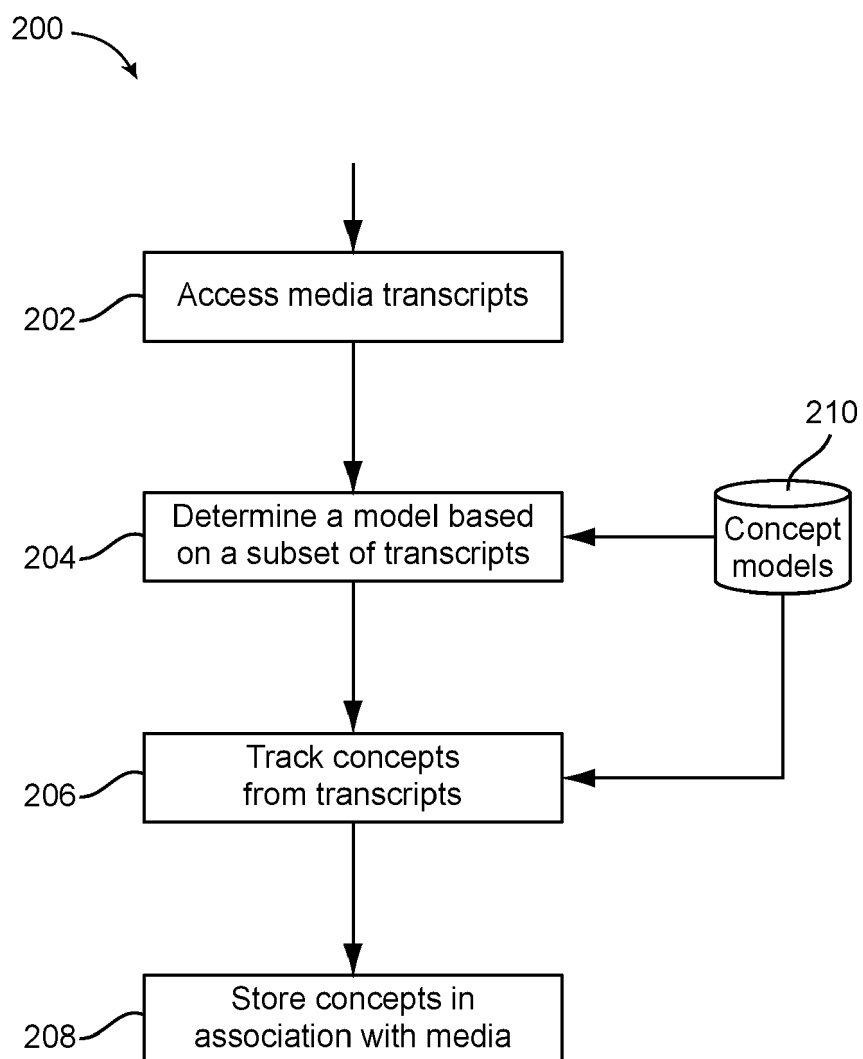 200
Access media transcripts
202
210
Determine a model based
on a subset of transcripts
204
Concept
models
Track concepts
from transcripts
206
Store concepts in
association with media
208